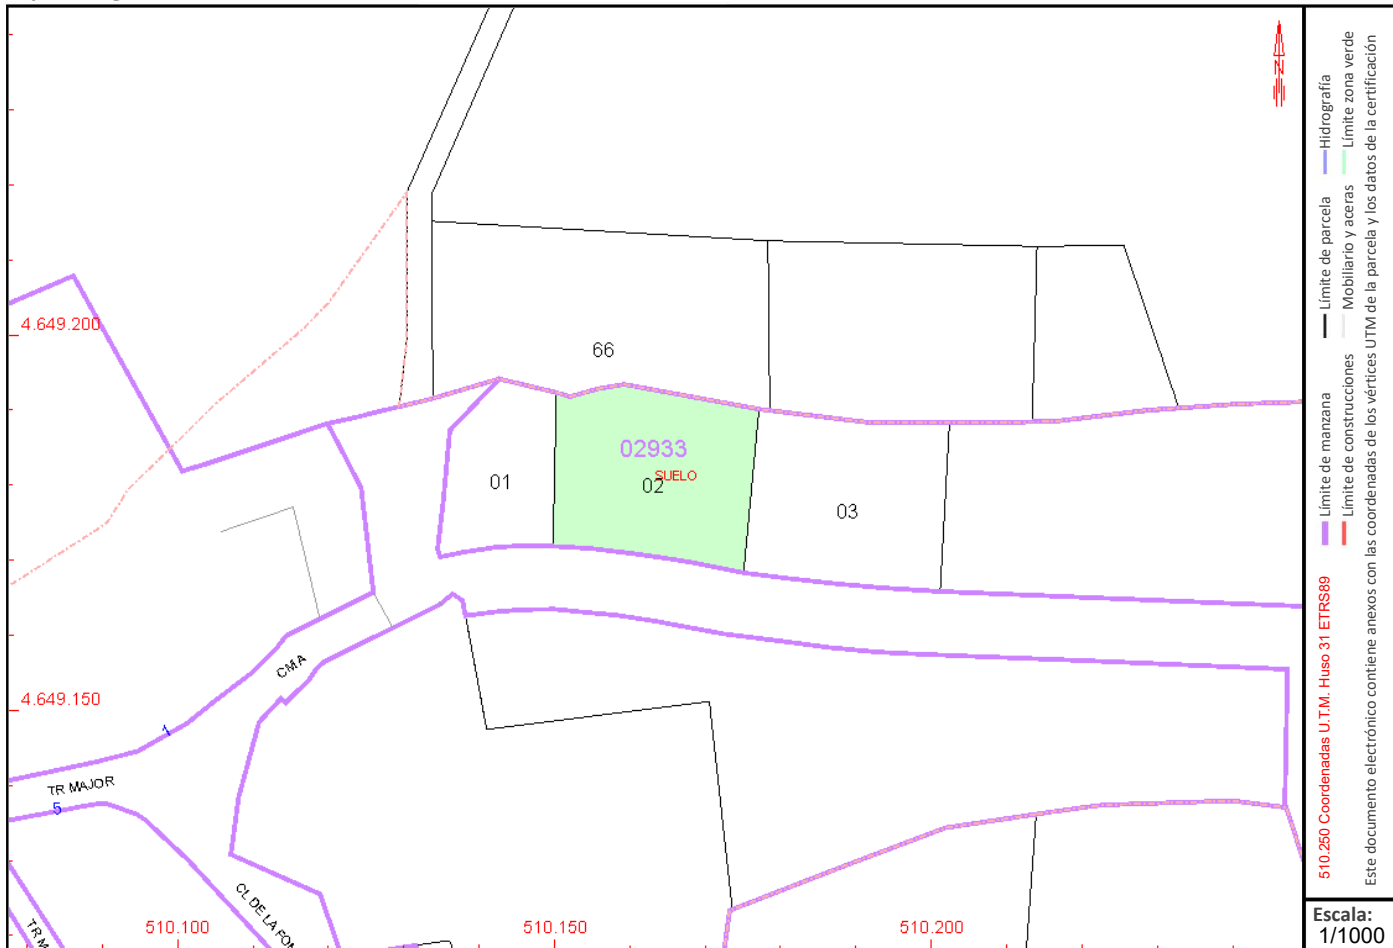 N
4.649.200
66
02933
SUELO
01
02
03
4.649.150
CMA
1
TR MAJOR
5
CL DE LA FON
TR M
510.100
510.150
510.200
510.250 Coordenadas U.T.M. Huso 31 ETRS89
Límite de manzana
Límite de parcela
Hidrografía
Límite de construcciones
Mobiliario y aceras
Límite zona verde
Este documento electrónico contiene anexos con las coordenadas de los vértices UTM de la parcela y los datos de la certificación
Escala:
1/1000